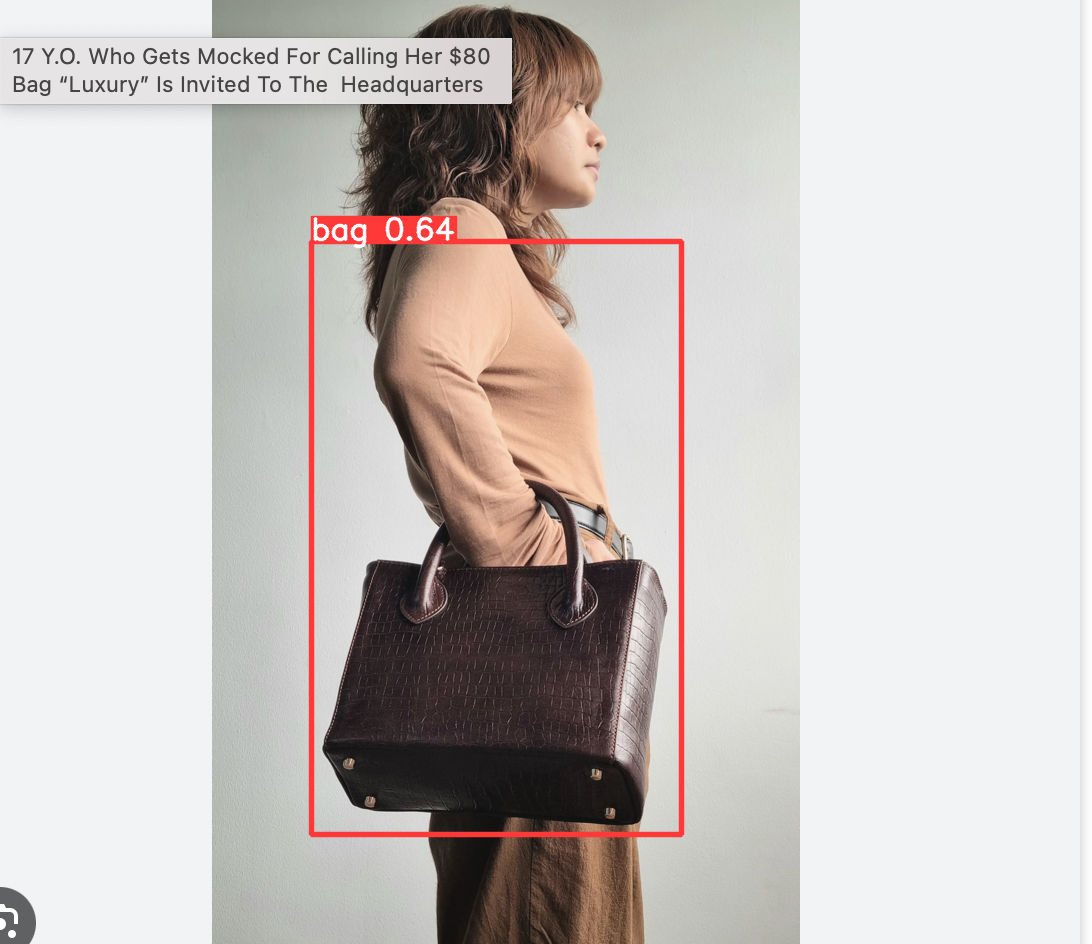 17 Y.O. Who Gets Mocked For Calling Her $80
Bag “Luxury” Is Invited To The  Headquarters
bag 0.64